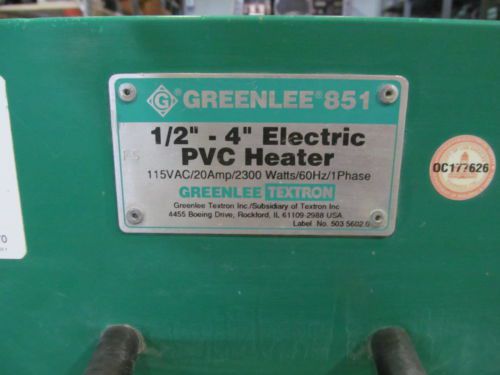 G GREENLEE® 851
1/2" - 4" Electric
PVC Heater
115VAC/20Amp/2300 Watts/60Hz/1Phase
GREENLEE TEXTRON
Greenlee Textron Inc./Subsidiary of Textron Inc.
4455 Boeing Drive, Rockford, IL 61109-2988 USA
Label No. 503 5602.0
OC177626